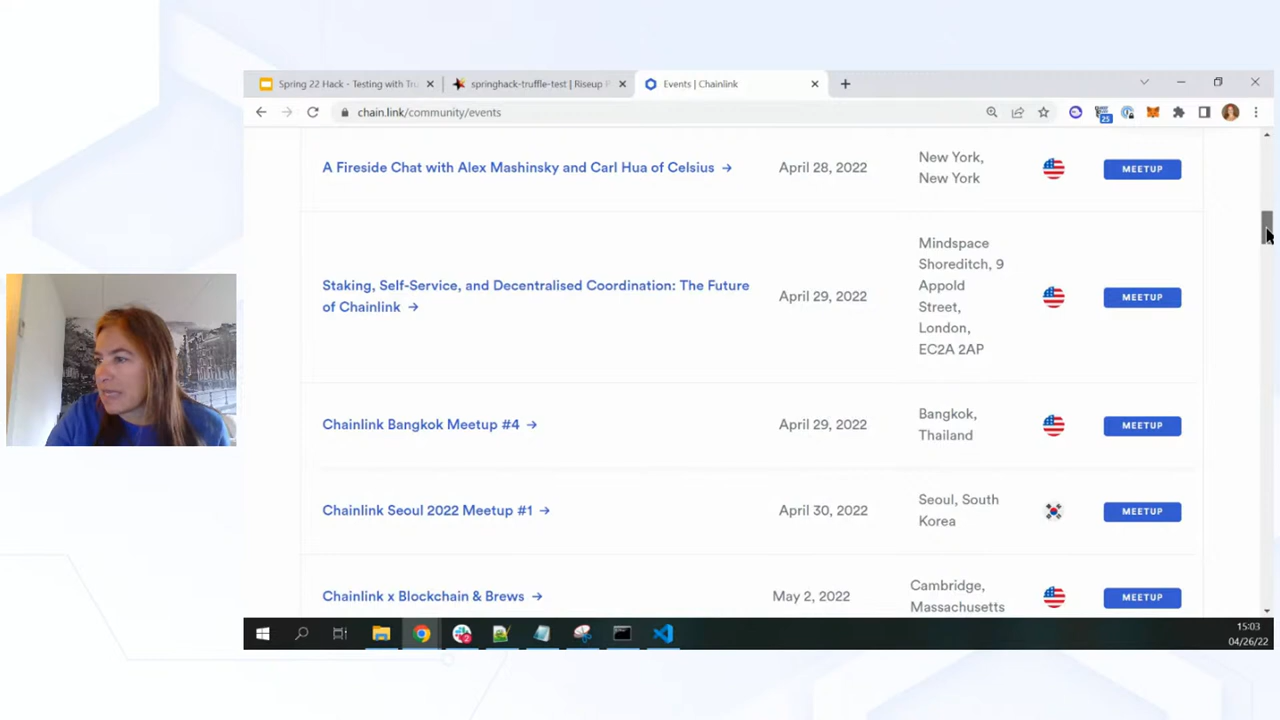 Spring 22 Hack - Testing with Tru
springhack-truffle-test | Riseup P
Events | Chainlink
chain.link/community/events
25
A Fireside Chat with Alex Mashinsky and Carl Hua of Celsius →
April 28, 2022
New York,
New York
MEETUP
Staking, Self-Service, and Decentralised Coordination: The Future
of Chainlink →
April 29, 2022
Mindspace
Shoreditch, 9
Appold
Street,
London,
EC2A 2AP
MEETUP
Chainlink Bangkok Meetup #4 →
April 29, 2022
Bangkok,
Thailand
MEETUP
Chainlink Seoul 2022 Meetup #1 →
April 30, 2022
Seoul, South
Korea
MEETUP
Chainlink x Blockchain & Brews →
May 2, 2022
Cambridge,
Massachusetts
MEETUP
15:03
04/26/22